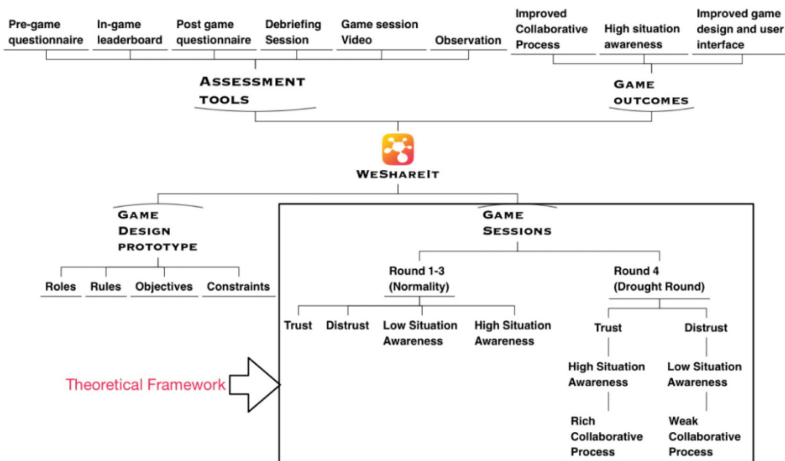 Pre-game
questionnaire
In-game
leaderboard
Post game
questionnaire
Debriefing
Session
Game session
Video
Observation
Improved
Collaborative
Process
High situation
awareness
Improved game
design and user
interface
ASSESSMENT
TOOLS
GAME
OUTCOMES
WESHAREIT
GAME
DESIGN
PROTOTYPE
Roles
Rules
Objectives
Constraints
GAME
SESSIONS
Round 1-3
(Normality)
Round 4
(Drought Round)
Trust
Distrust
Low Situation
Awareness
High Situation
Awareness
Trust
Distrust
High Situation
Awareness
Low Situation
Awareness
Rich
Collaborative
Process
Weak
Collaborative
Process
Theoretical Framework